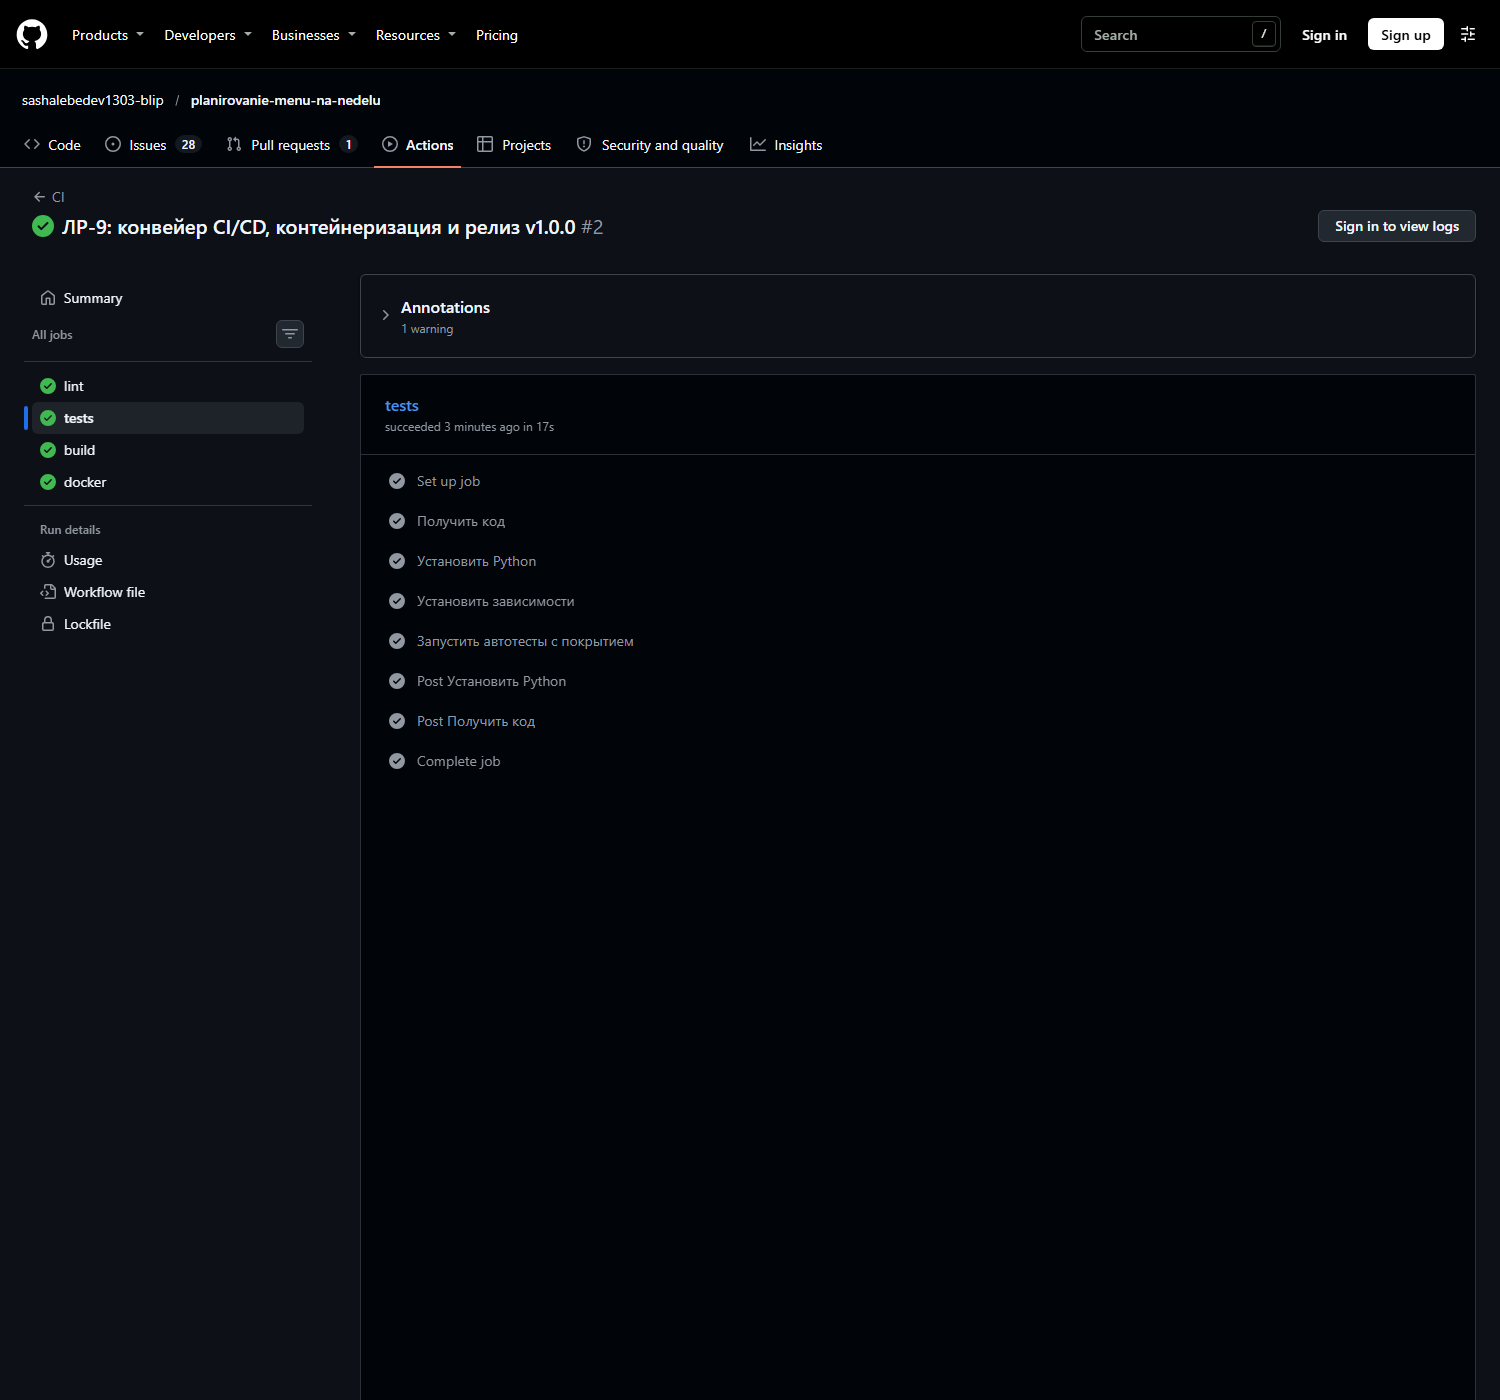 Products Developers Businesses Resources Pricing Search / Sign in Sign up
sashalebedev1303-blip / planirovanie-menu-na-nedelu
Code Issues 28 Pull requests 1 Actions Projects Security and quality Insights
CI
ЛР-9: конвейер CI/CD, контейнеризация и релиз v1.0.0 #2
Sign in to view logs
Summary
All jobs
lint
tests
build
docker
Run details
Usage
Workflow file
Lockfile
Annotations
1 warning
tests
succeeded 3 minutes ago in 17s
Set up job
Получить код
Установить Python
Установить зависимости
Запустить автотесты с покрытием
Post Установить Python
Post Получить код
Complete job